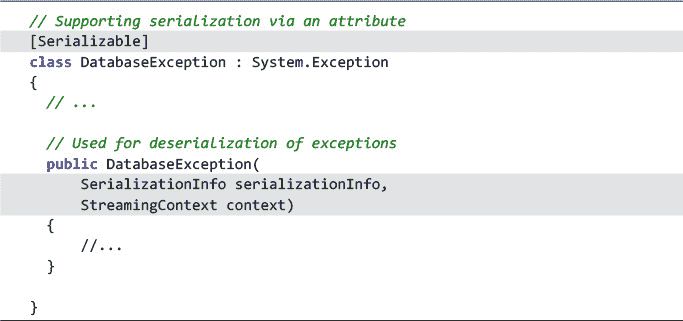 // Supporting serialization via an attribute
[Serializable]
class DatabaseException : System.Exception
{
  // ...

  // Used for deserialization of exceptions
  public DatabaseException(
      SerializationInfo serializationInfo,
      StreamingContext context)
  {
      //...
  }

}